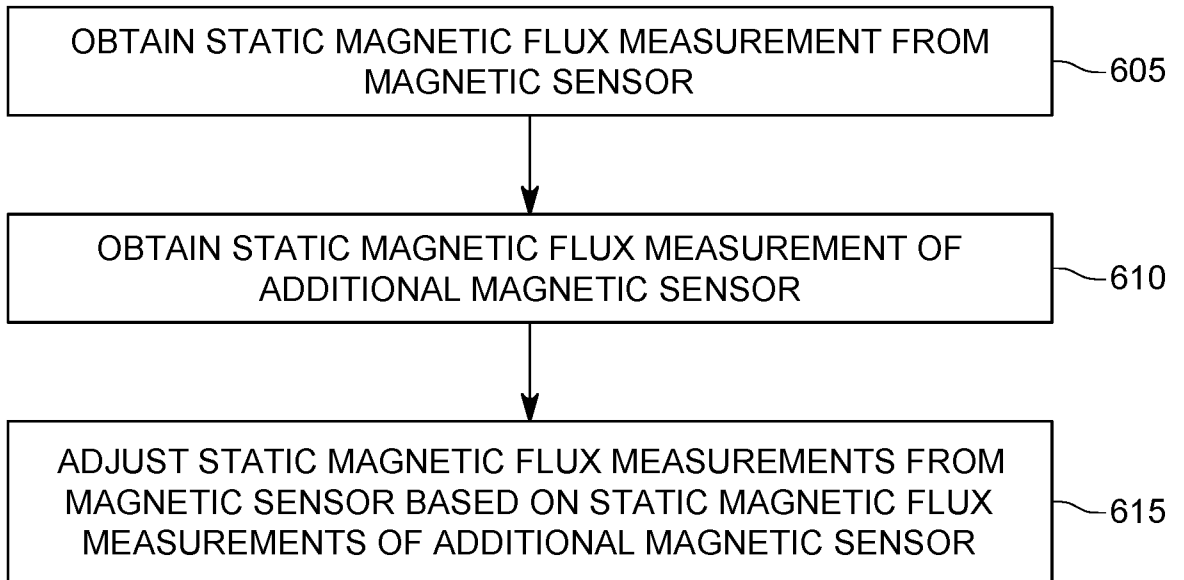 OBTAIN STATIC MAGNETIC FLUX MEASUREMENT FROM
MAGNETIC SENSOR
605
OBTAIN STATIC MAGNETIC FLUX MEASUREMENT OF
ADDITIONAL MAGNETIC SENSOR
610
ADJUST STATIC MAGNETIC FLUX MEASUREMENTS FROM
MAGNETIC SENSOR BASED ON STATIC MAGNETIC FLUX
MEASUREMENTS OF ADDITIONAL MAGNETIC SENSOR
615